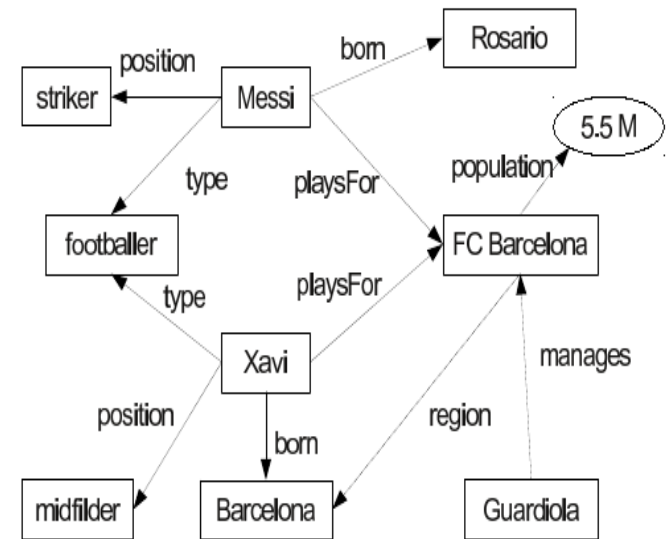 born
Rosario
position
striker
Messi
5.5 M
population
type
playsFor
footballer
FC Barcelona
type
playsFor
Xavi
manages
position
region
born
midfilder
Barcelona
Guardiola